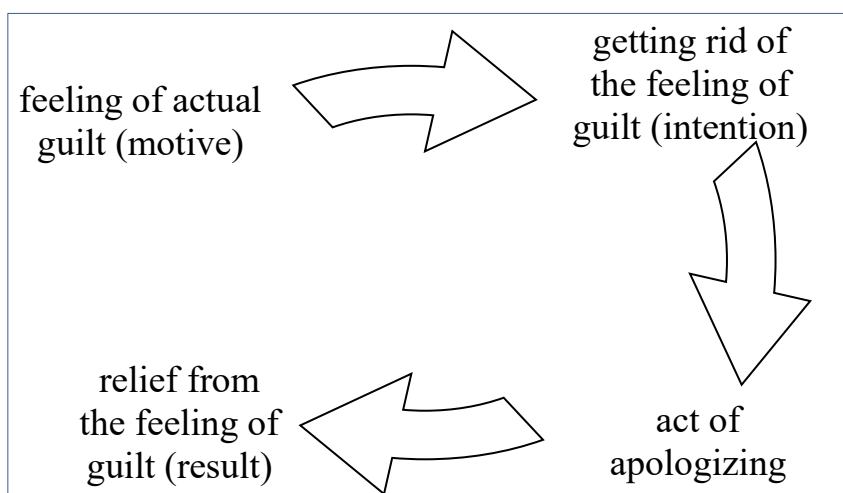 feeling of actual
guilt (motive)
getting rid of
the feeling of
guilt (intention)
act of
apologizing
relief from
the feeling of
guilt (result)